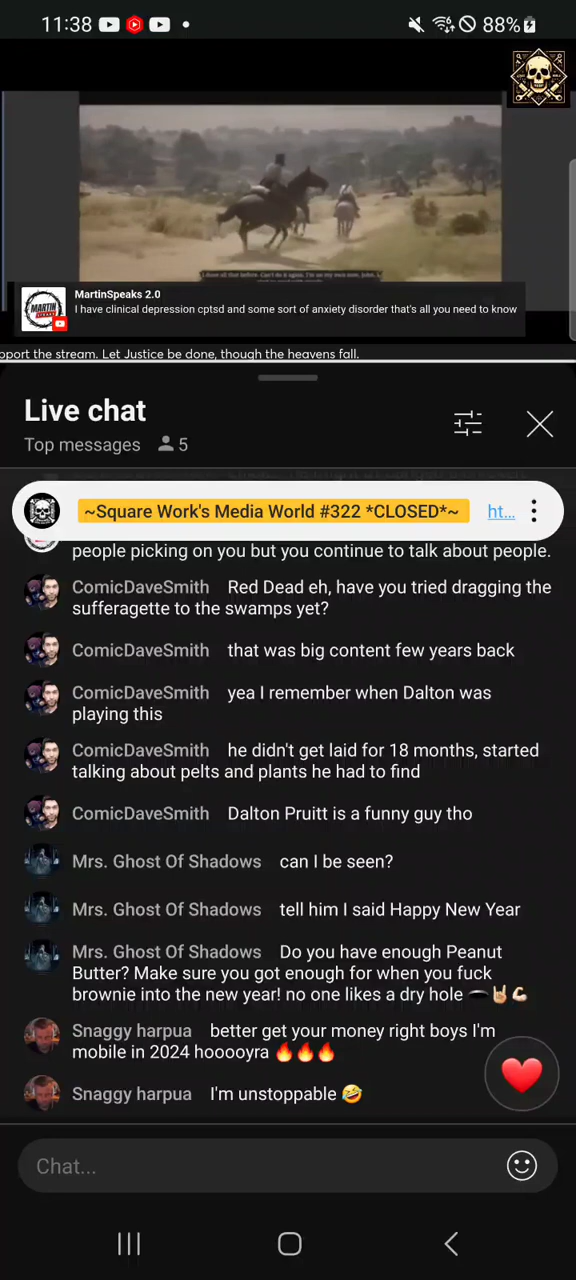 11:38
88%
MartinSpeaks 2.0
MARTIN
I have clinical depression cptsd and some sort of anxiety disorder that's all you need to know
pport the stream. Let Justice be done, though the heavens fall.
Live chat
Top messages 5
~Square Work's Media World #322 *CLOSED*~ ht...
people picking on you but you continue to talk about people.
ComicDaveSmith Red Dead eh, have you tried dragging the
sufferagette to the swamps yet?
ComicDaveSmith that was big content few years back
ComicDaveSmith yea I remember when Dalton was
playing this
ComicDaveSmith he didn't get laid for 18 months, started
talking about pelts and plants he had to find
ComicDaveSmith Dalton Pruitt is a funny guy tho
Mrs. Ghost Of Shadows can I be seen?
Mrs. Ghost Of Shadows tell him I said Happy New Year
Mrs. Ghost Of Shadows Do you have enough Peanut
Butter? Make sure you got enough for when you fuck
brownie into the new year! no one likes a dry hole 🕳️🤘🏻💪🏻
Snaggy harpua better get your money right boys I'm
mobile in 2024 hooooyra 🔥🔥🔥
Snaggy harpua I'm unstoppable 🤣
Chat...